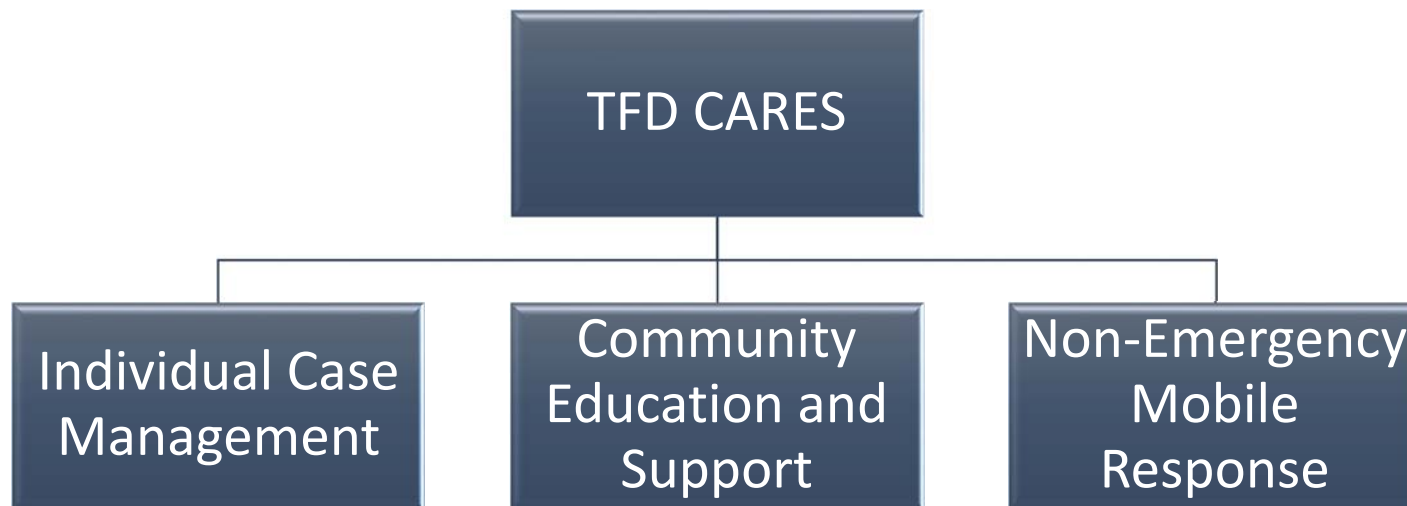 TFD CARES
Individual Case
Management
Community
Education and
Support
Non-Emergency
Mobile
Response